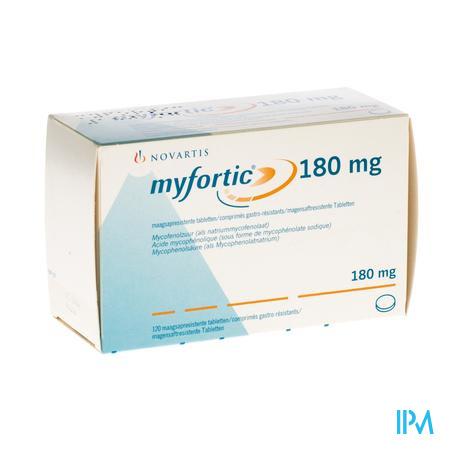 myfortic 180 mg
NOVARTIS
myfortic® 180 mg
maagsapresistente tabletten/comprimés gastro-résistants/magensaftresistente Tabletten
Mycofenolzuur (als natriummycofenolaat)
Acide mycophénolique (sous forme de mycophénolate sodique)
Mycophenolsäure (als Mycophenolatnatrium)
180 mg
120 maagsapresistente tabletten/comprimés gastro-résistants/
magensaftresistente Tabletten
IPM